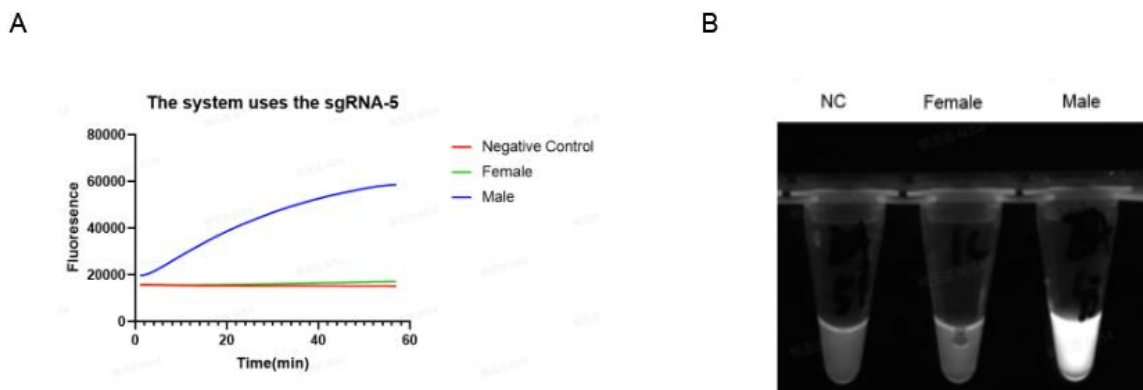 A
B
The system uses the sgRNA-5
80000
60000
40000
20000
0
Fluoresence
0
20
40
60
Time(min)
Negative Control
Female
Male
NC
Female
Male